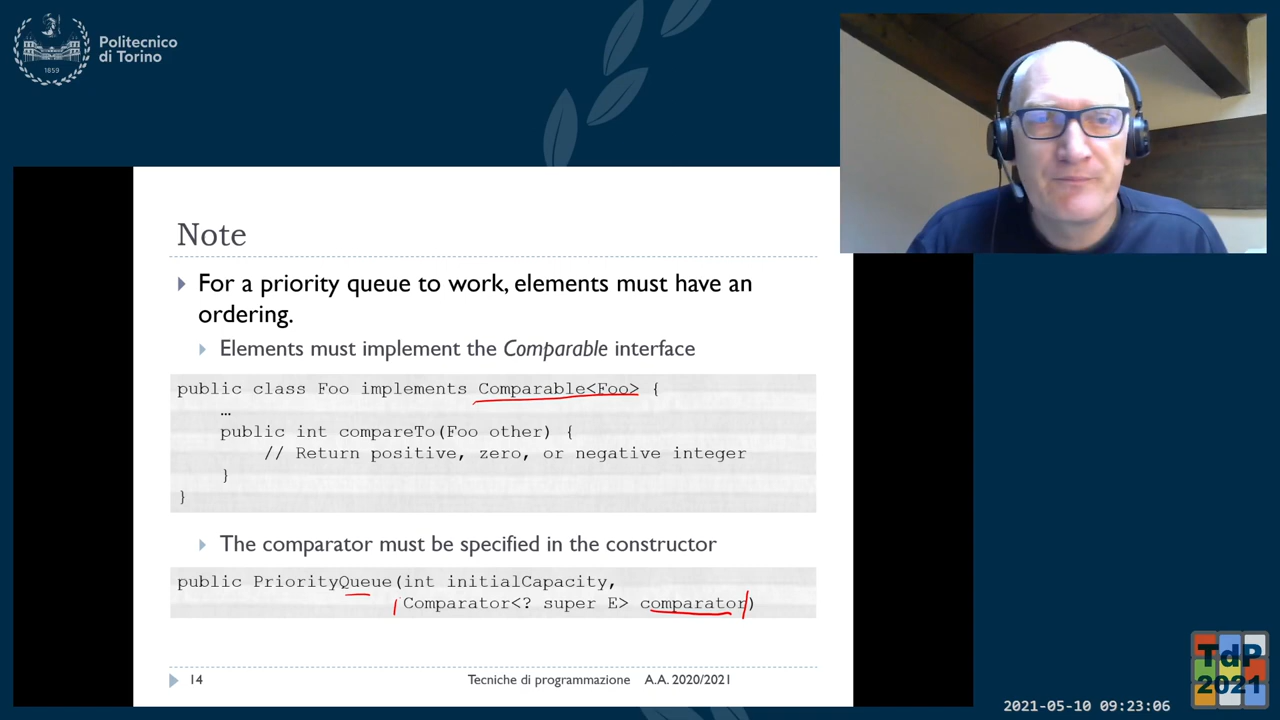 Politecnico
di Torino
1859
Note
For a priority queue to work, elements must have an
ordering.
Elements must implement the Comparable interface
public class Foo implements Comparable<Foo> {
…
public int compareTo(Foo other) {
// Return positive, zero, or negative integer
}
}
The comparator must be specified in the constructor
public PriorityQueue(int initialCapacity,
Comparator<? super E> comparator)
14
Tecniche di programmazione A.A. 2020/2021
TdP
2021
2021-05-10 09:23:06